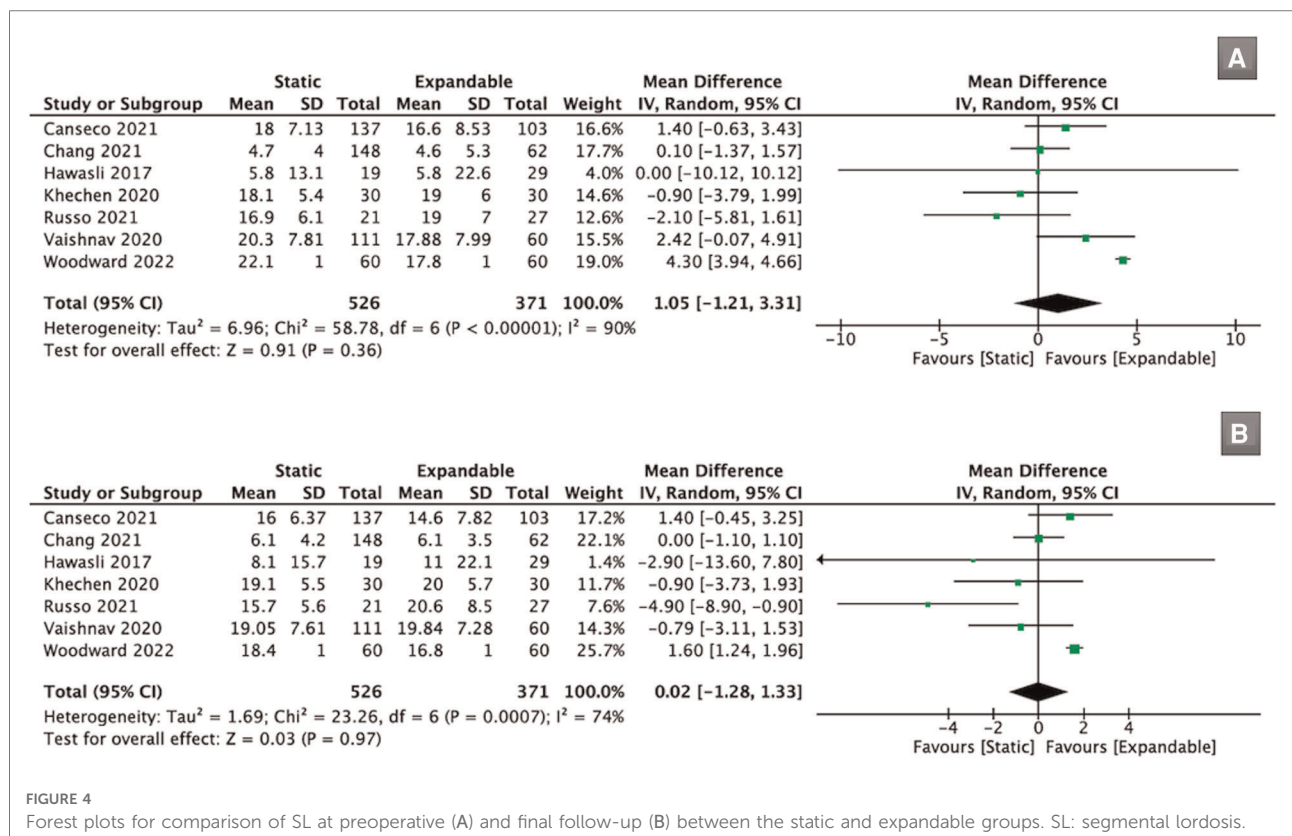 A
Static Expandable Mean Difference Mean Difference
Study or Subgroup Mean SD Total Mean SD Total Weight IV, Random, 95% CI IV, Random, 95% CI
Canseco 2021 18 7.13 137 16.6 8.53 103 16.6% 1.40 [−0.63, 3.43]
Chang 2021 4.7 4 148 4.6 5.3 62 17.7% 0.10 [−1.37, 1.57]
Hawasli 2017 5.8 13.1 19 5.8 22.6 29 4.0% 0.00 [−10.12, 10.12]
Khechen 2020 18.1 5.4 30 19 6 30 14.6% −0.90 [−3.79, 1.99]
Russo 2021 16.9 6.1 21 19 7 27 12.6% −2.10 [−5.81, 1.61]
Vaishnav 2020 20.3 7.81 111 17.88 7.99 60 15.5% 2.42 [−0.07, 4.91]
Woodward 2022 22.1 1 60 17.8 1 60 19.0% 4.30 [3.94, 4.66]
Total (95% CI) 526 371 100.0% 1.05 [−1.21, 3.31]
Heterogeneity: Tau² = 6.96; Chi² = 58.78, df = 6 (P < 0.00001); I² = 90%
Test for overall effect: Z = 0.91 (P = 0.36)
−10 −5 0 5 10
Favours [Static] Favours [Expandable]
B
Static Expandable Mean Difference Mean Difference
Study or Subgroup Mean SD Total Mean SD Total Weight IV, Random, 95% CI IV, Random, 95% CI
Canseco 2021 16 6.37 137 14.6 7.82 103 17.2% 1.40 [−0.45, 3.25]
Chang 2021 6.1 4.2 148 6.1 3.5 62 22.1% 0.00 [−1.10, 1.10]
Hawasli 2017 8.1 15.7 19 11 22.1 29 1.4% −2.90 [−13.60, 7.80]
Khechen 2020 19.1 5.5 30 20 5.7 30 11.7% −0.90 [−3.73, 1.93]
Russo 2021 15.7 5.6 21 20.6 8.5 27 7.6% −4.90 [−8.90, −0.90]
Vaishnav 2020 19.05 7.61 111 19.84 7.28 60 14.3% −0.79 [−3.11, 1.53]
Woodward 2022 18.4 1 60 16.8 1 60 25.7% 1.60 [1.24, 1.96]
Total (95% CI) 526 371 100.0% 0.02 [−1.28, 1.33]
Heterogeneity: Tau² = 1.69; Chi² = 23.26, df = 6 (P = 0.0007); I² = 74%
Test for overall effect: Z = 0.03 (P = 0.97)
−4 −2 0 2 4
Favours [Static] Favours [Expandable]
FIGURE 4
Forest plots for comparison of SL at preoperative (A) and final follow-up (B) between the static and expandable groups. SL: segmental lordosis.